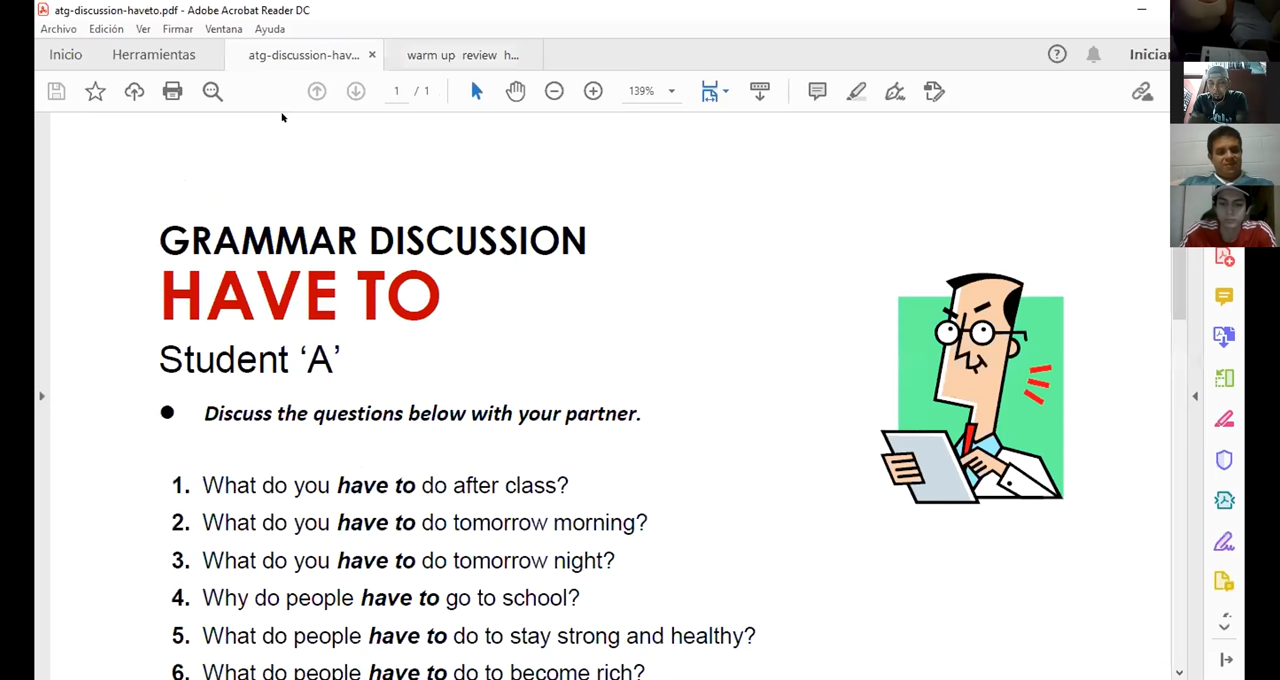 atg-discussion-haveto.pdf - Adobe Acrobat Reader DC
Archivo Edición Ver Firmar Ventana Ayuda
Inicio Herramientas atg-discussion-hav... × warm up review h... Iniciar
1 / 1 139%
GRAMMAR DISCUSSION
HAVE TO
Student ‘A’
● Discuss the questions below with your partner.
1. What do you have to do after class?
2. What do you have to do tomorrow morning?
3. What do you have to do tomorrow night?
4. Why do people have to go to school?
5. What do people have to do to stay strong and healthy?
6. What do people have to do to become rich?